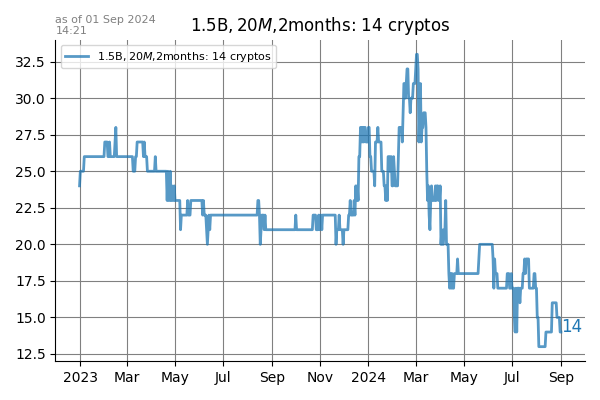 as of 01 Sep 2024
14:21
1.5B, 20M,2months: 14 cryptos
1.5B, 20M,2months: 14 cryptos
32.5
30.0
27.5
25.0
22.5
20.0
17.5
15.0
12.5
14
2023 Mar May Jul Sep Nov 2024 Mar May Jul Sep